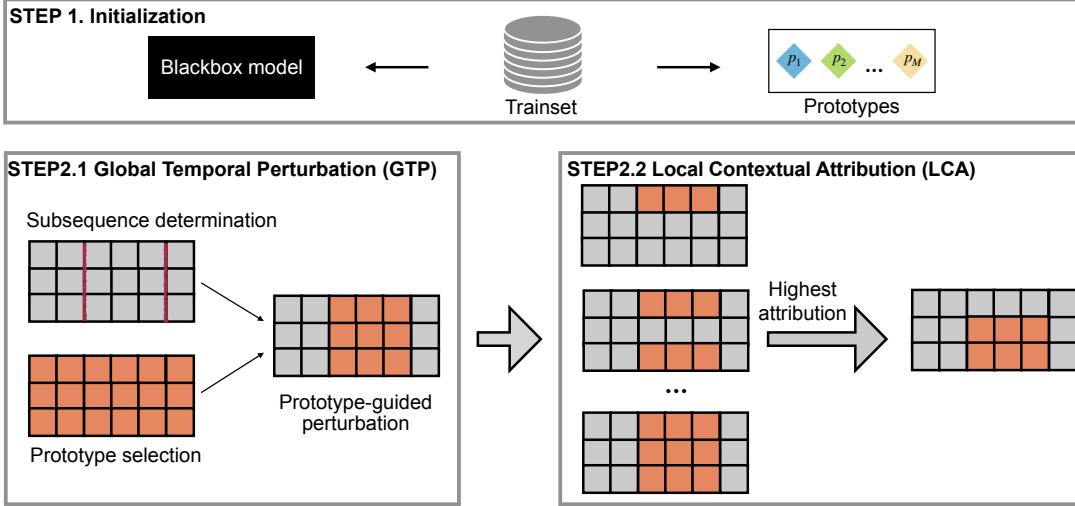 STEP 1. Initialization
Blackbox model
Trainset
p1 p2 ... pM
Prototypes
STEP2.1 Global Temporal Perturbation (GTP)
Subsequence determination
Prototype-guided
perturbation
Prototype selection
STEP2.2 Local Contextual Attribution (LCA)
Highest
attribution
...